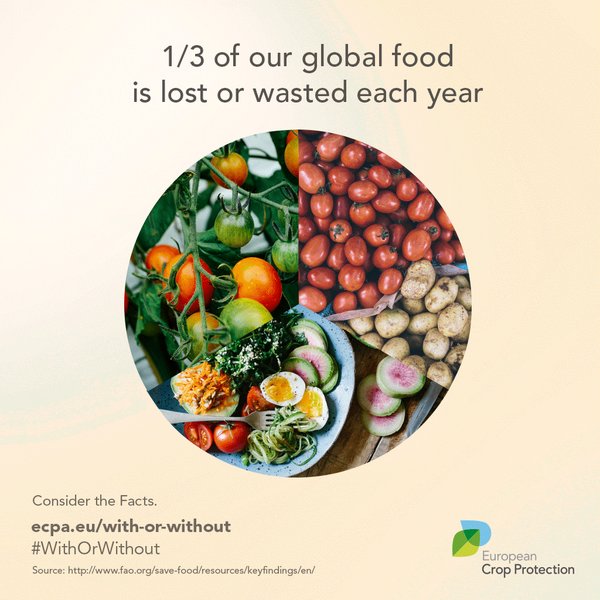 1/3 of our global food
is lost or wasted each year
Consider the Facts.
ecpa.eu/with-or-without
#WithOrWithout
Source: http://www.fao.org/save-food/resources/keyfindings/en/
European
Crop Protection